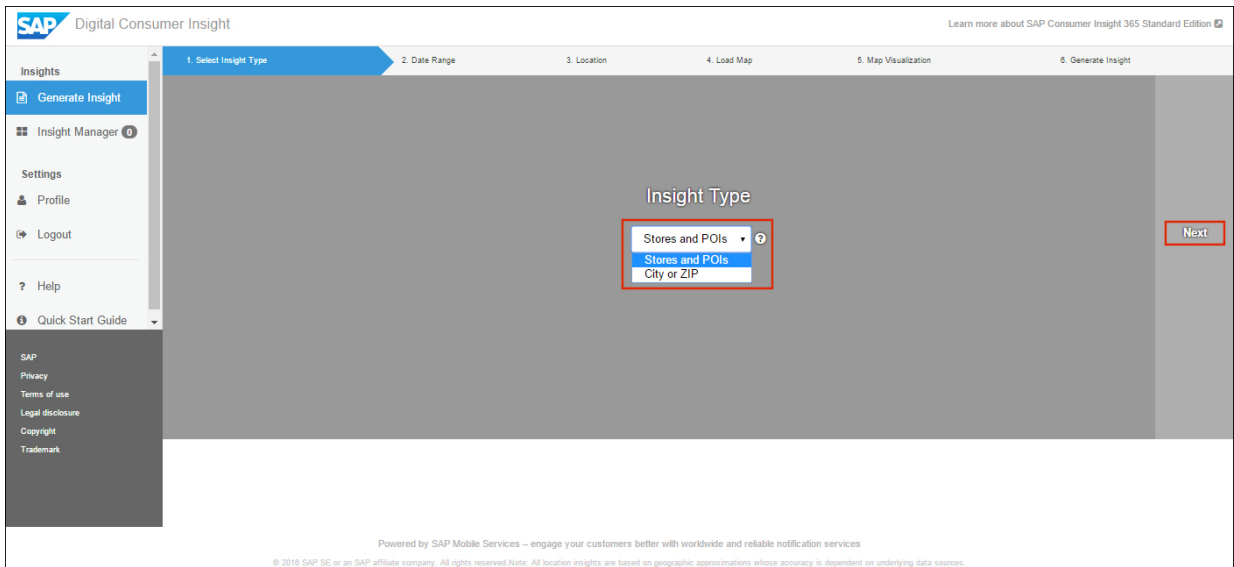 SAP Digital Consumer Insight
Learn more about SAP Consumer Insight 365 Standard Edition
Insights
Generate Insight
Insight Manager 0
Settings
Profile
Logout
? Help
Quick Start Guide
SAP
Privacy
Terms of use
Legal disclosure
Copyright
Trademark
1. Select Insight Type
2. Date Range
3. Location
4. Load Map
5. Map Visualization
6. Generate Insight
Insight Type
Stores and POIs ?
Stores and POIs
City or ZIP
Next
Powered by SAP Mobile Services – engage your customers better with worldwide and reliable notification services
© 2016 SAP SE or an SAP affiliate company. All rights reserved.Note: All location insights are based on geographic approximations whose accuracy is dependent on underlying data sources.